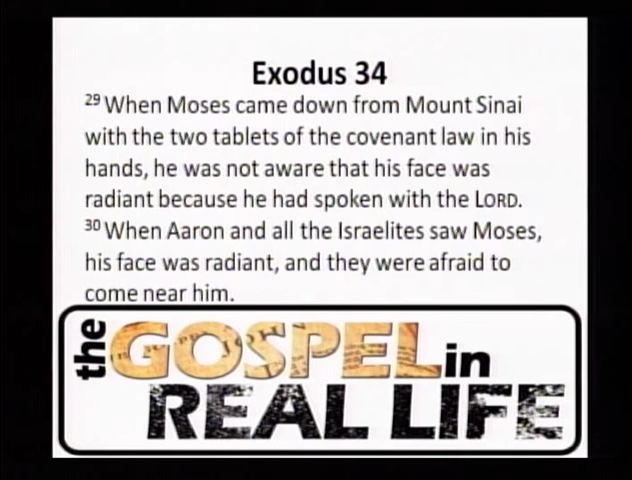 Exodus 34
29 When Moses came down from Mount Sinai
with the two tablets of the covenant law in his
hands, he was not aware that his face was
radiant because he had spoken with the LORD.
30 When Aaron and all the Israelites saw Moses,
his face was radiant, and they were afraid to
come near him.
the GOSPEL in
REAL LIFE